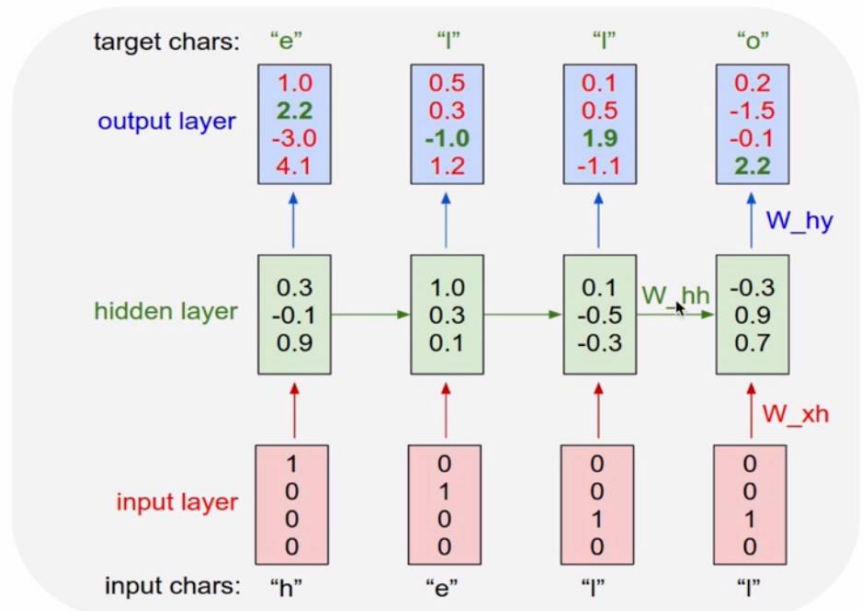 target chars: “e” “l” “l” “o”
output layer
1.0 0.5 0.1 0.2
2.2 0.3 0.5 -1.5
-3.0 -1.0 1.9 -0.1
4.1 1.2 -1.1 2.2
W_hy
hidden layer
0.3 1.0 0.1 -0.3
-0.1 0.3 -0.5 0.9
0.9 0.1 -0.3 0.7
W_hh
W_xh
input layer
1 0 0 0
0 1 0 0
0 0 1 1
0 0 0 0
input chars: “h” “e” “l” “l”